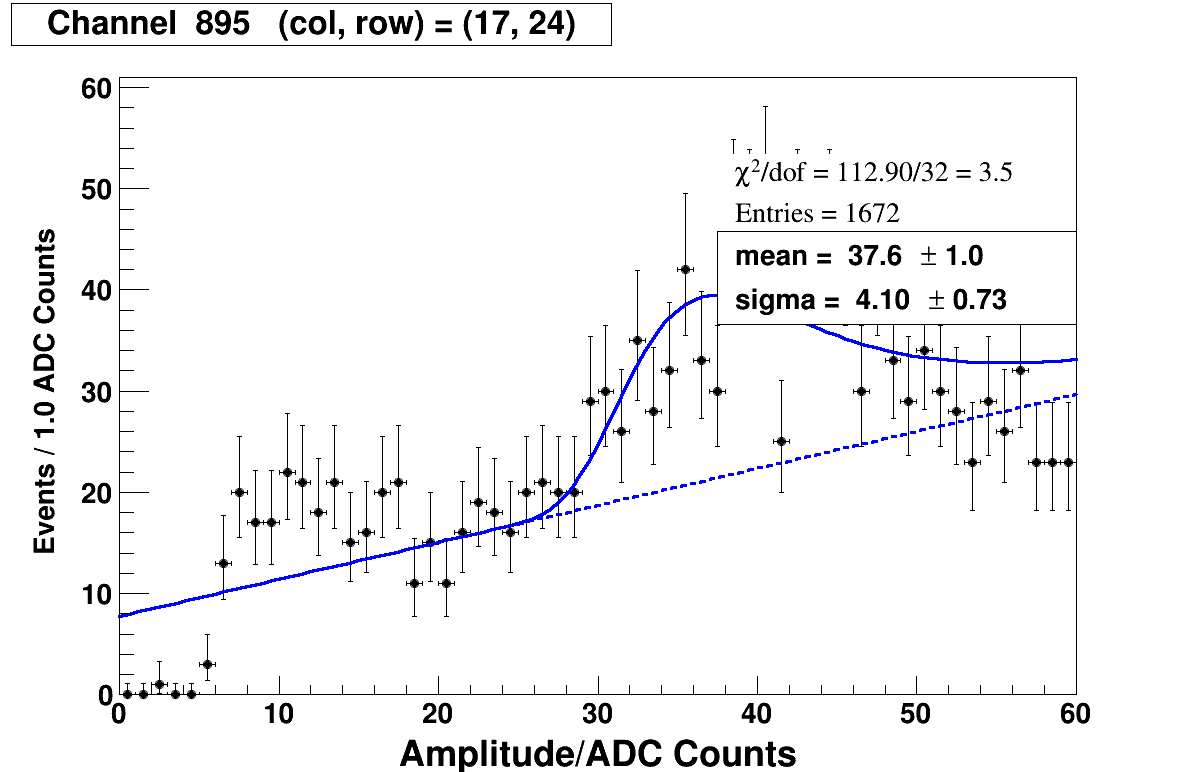 Channel 895 (col, row) = (17, 24)
60
50
40
30
20
10
0
Events / 1.0 ADC Counts
χ²/dof = 112.90/32 = 3.5
Entries = 1672
mean = 37.6 ± 1.0
sigma = 4.10 ± 0.73
0 10 20 30 40 50 60
Amplitude/ADC Counts